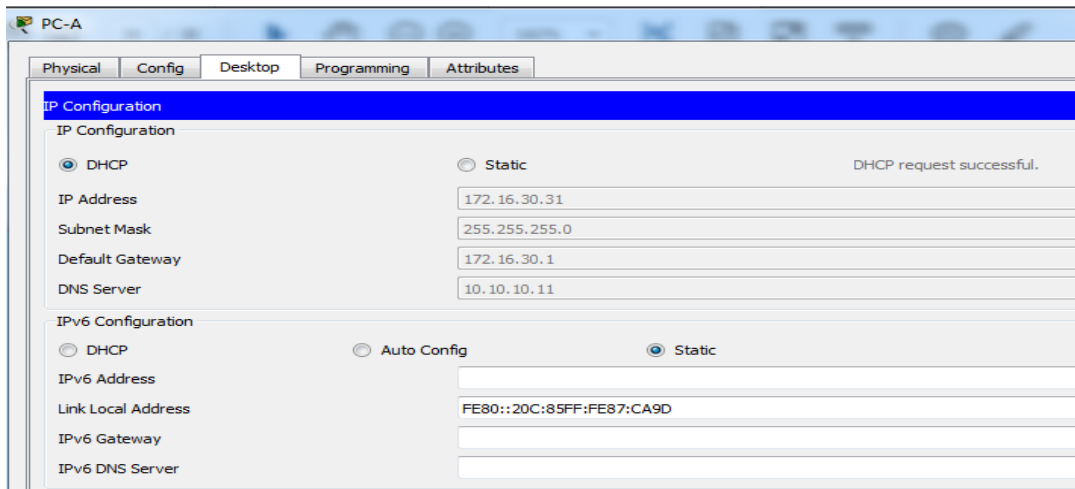 PC-A
Physical Config Desktop Programming Attributes
IP Configuration
IP Configuration
DHCP Static DHCP request successful.
IP Address 172.16.30.31
Subnet Mask 255.255.255.0
Default Gateway 172.16.30.1
DNS Server 10.10.10.11
IPv6 Configuration
DHCP Auto Config Static
IPv6 Address
Link Local Address FE80::20C:85FF:FE87:CA9D
IPv6 Gateway
IPv6 DNS Server